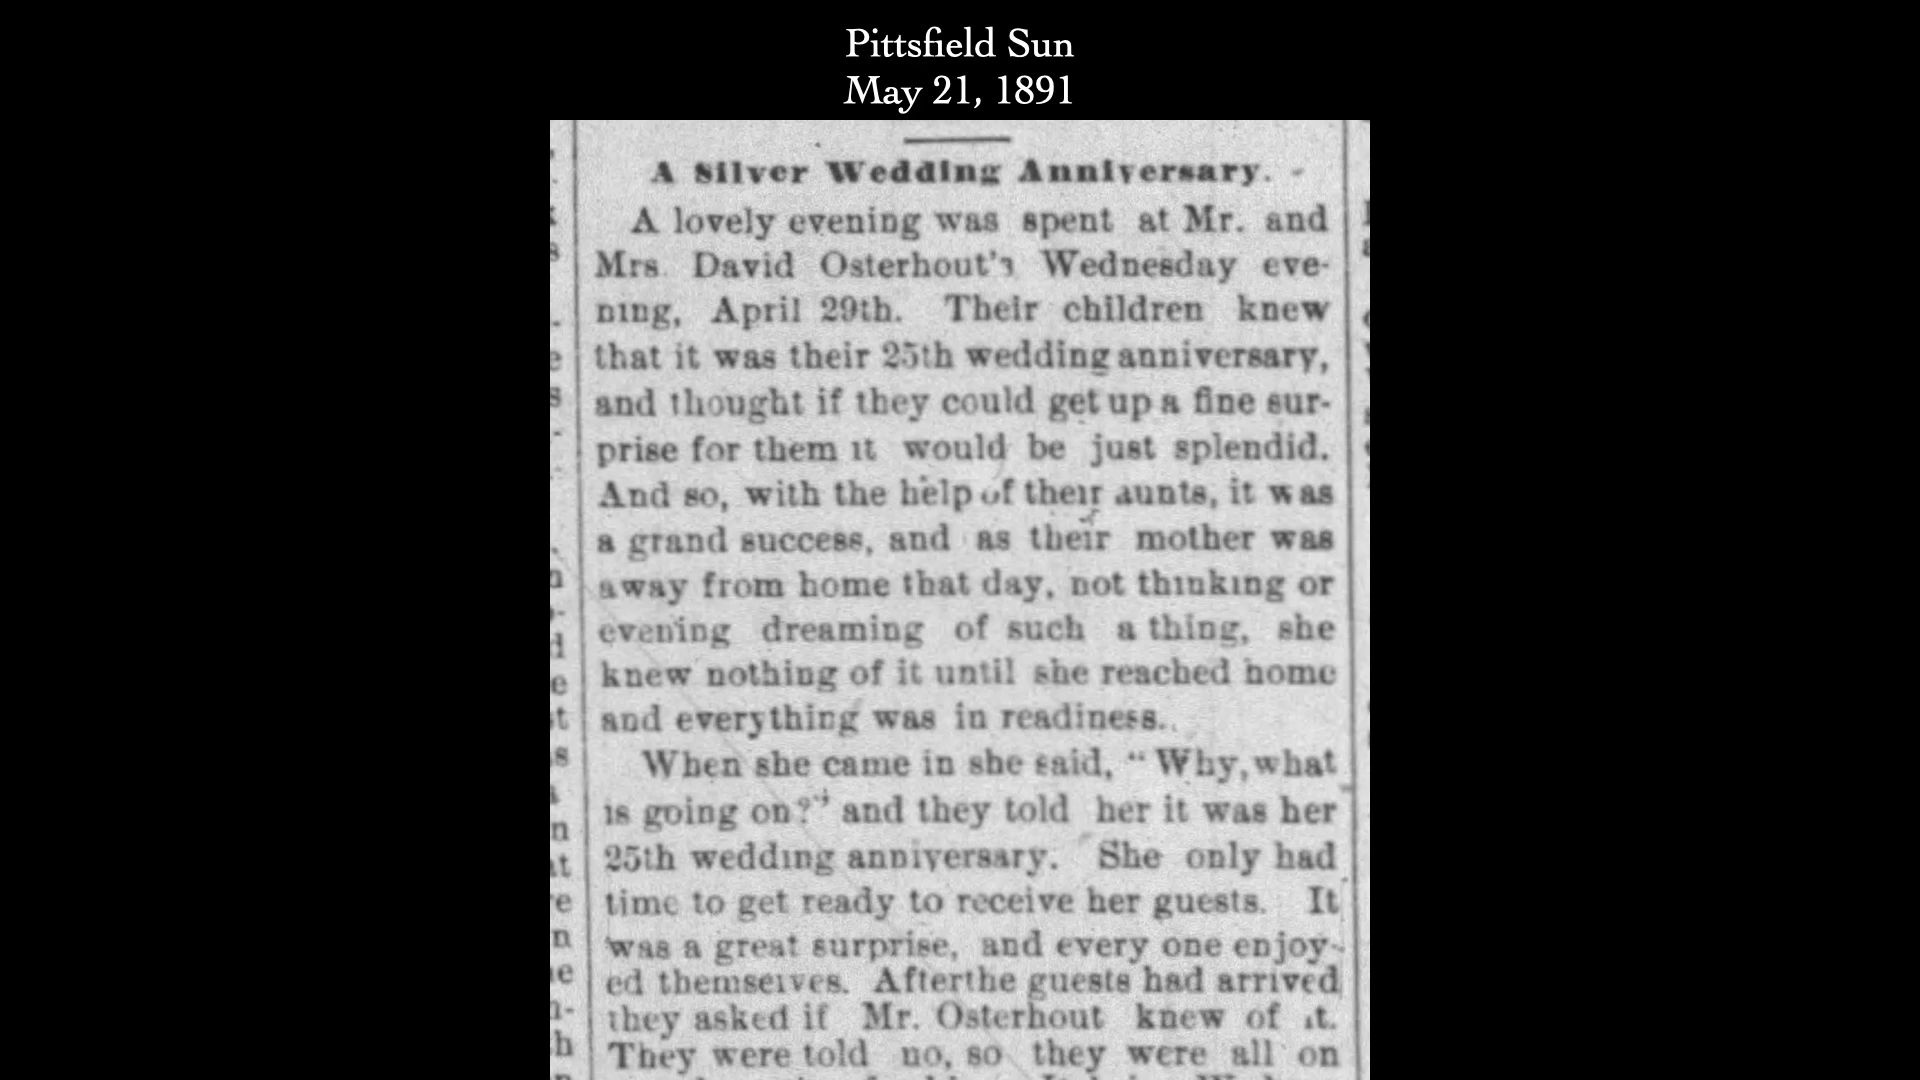 Pittsfield Sun
May 21, 1891
A Silver Wedding Anniversary.
A lovely evening was spent at Mr. and
Mrs. David Osterhout's Wednesday eve-
ning, April 29th. Their children knew
that it was their 25th wedding anniversary,
and thought if they could get up a fine sur-
prise for them it would be just splendid.
And so, with the help of their aunts, it was
a grand success, and as their mother was
away from home that day, not thinking or
evening dreaming of such a thing, she
knew nothing of it until she reached home
and everything was in readiness.
When she came in she said, "Why, what
is going on?" and they told her it was her
25th wedding anniversary. She only had
time to get ready to receive her guests. It
was a great surprise, and every one enjoy-
ed themselves. After the guests had arrived
they asked if Mr. Osterhout knew of it.
They were told no, so they were all on